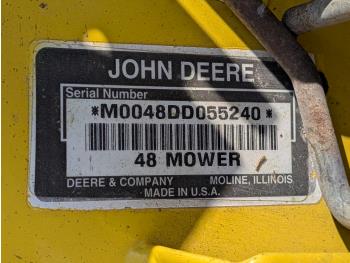 JOHN DEERE
Serial Number
*M0048DD055240*
48 MOWER
DEERE & COMPANY MOLINE, ILLINOIS
MADE IN U.S.A.